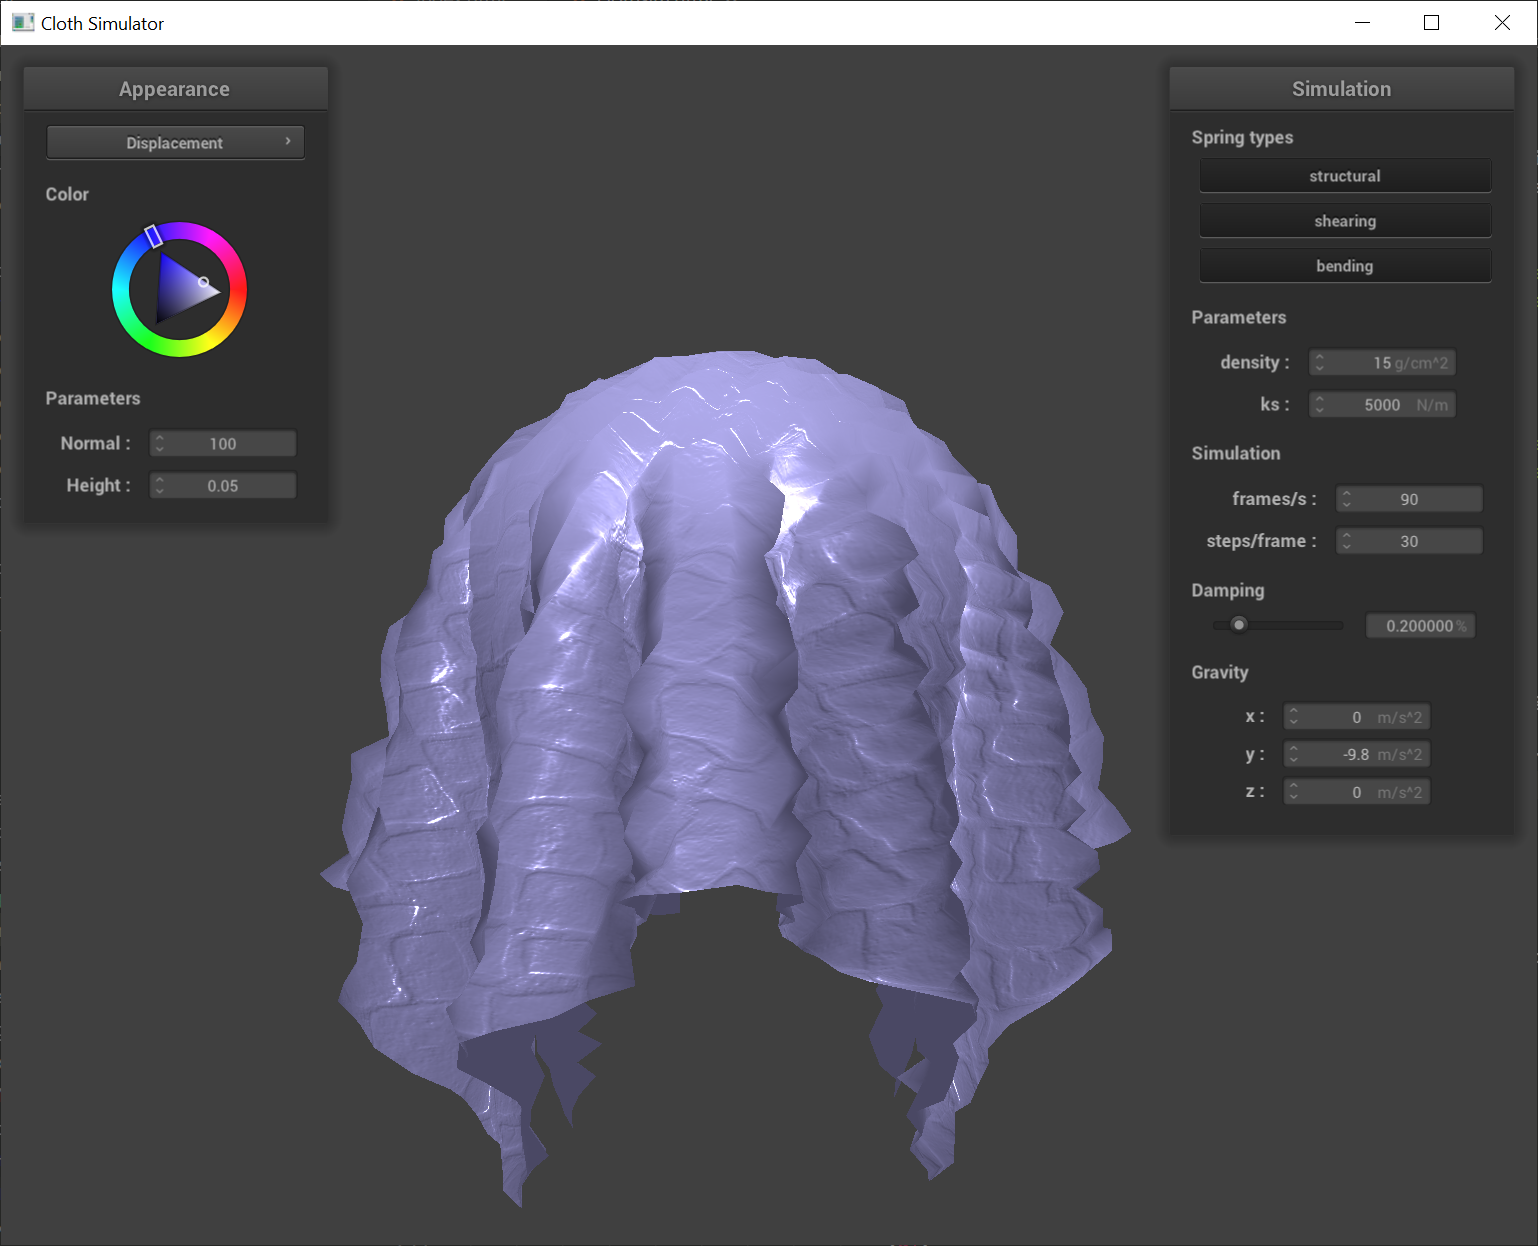 Cloth Simulator
Appearance
Displacement
Color
Parameters
Normal : 100
Height : 0.05
Simulation
Spring types
structural
shearing
bending
Parameters
density : 15 g/cm^2
ks : 5000 N/m
Simulation
frames/s : 90
steps/frame : 30
Damping
0.200000 %
Gravity
x : 0 m/s^2
y : -9.8 m/s^2
z : 0 m/s^2